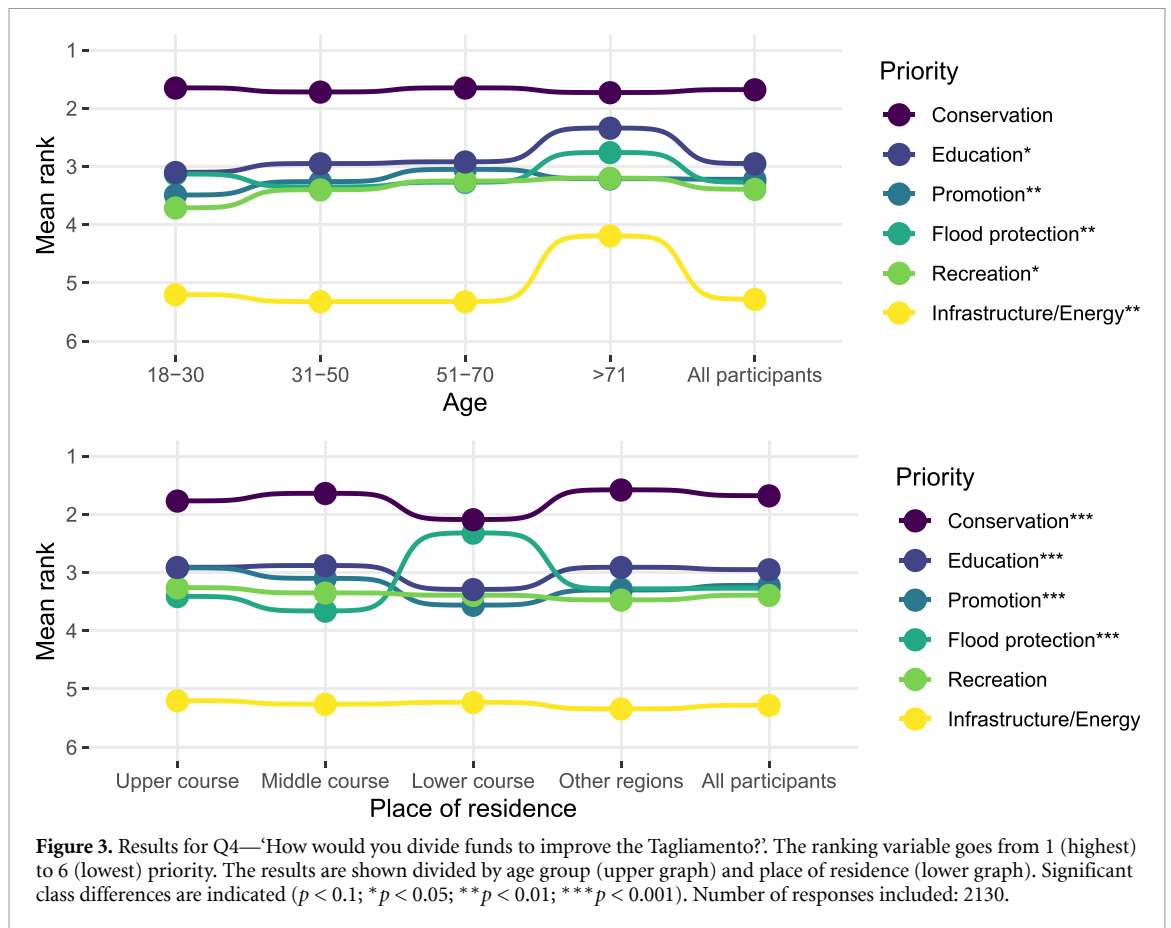 1
2
3
4
5
6
Mean rank
18−30
31−50
51−70
>71
All participants
Age
Priority
Conservation
Education*
Promotion**
Flood protection**
Recreation*
Infrastructure/Energy**
1
2
3
4
5
6
Mean rank
Upper course
Middle course
Lower course
Other regions
All participants
Place of residence
Priority
Conservation***
Education***
Promotion***
Flood protection***
Recreation
Infrastructure/Energy
Figure 3. Results for Q4—‘How would you divide funds to improve the Tagliamento?’. The ranking variable goes from 1 (highest)
to 6 (lowest) priority. The results are shown divided by age group (upper graph) and place of residence (lower graph). Significant
class differences are indicated (p < 0.1; *p < 0.05; **p < 0.01; ***p < 0.001). Number of responses included: 2130.